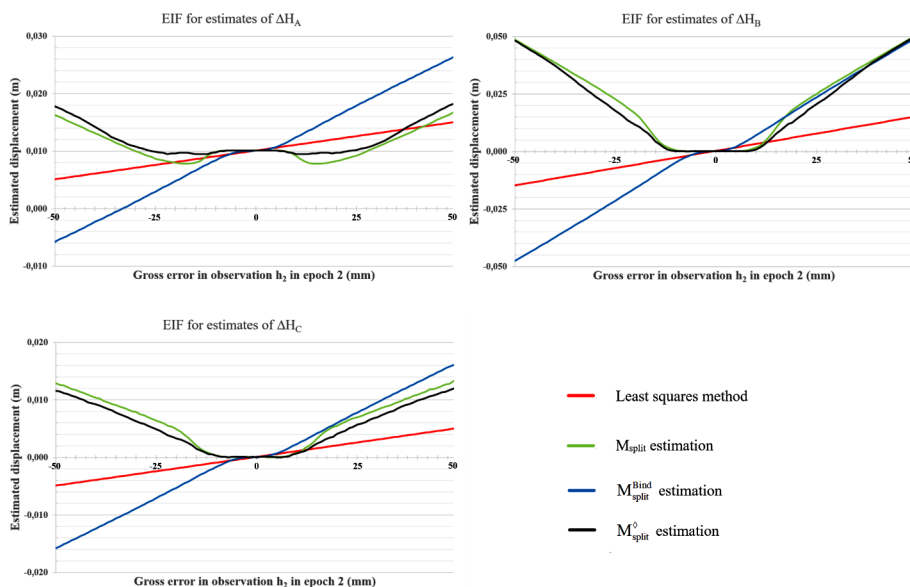 EIF for estimates of ΔH_A
Estimated displacement (m)
0,030
0,020
0,010
0,000
-0,010
-50
-25
0
25
50
Gross error in observation h₂ in epoch 2 (mm)
EIF for estimates of ΔH_B
Estimated displacement (m)
0,050
0,025
0,000
-0,025
-0,050
-50
-25
0
25
50
Gross error in observation h₂ in epoch 2 (mm)
EIF for estimates of ΔH_C
Estimated displacement (m)
0,020
0,010
0,000
-0,010
-0,020
-50
-25
0
25
50
Gross error in observation h₂ in epoch 2 (mm)
Least squares method
M_split estimation
M_split^Bind estimation
M_split^◊ estimation